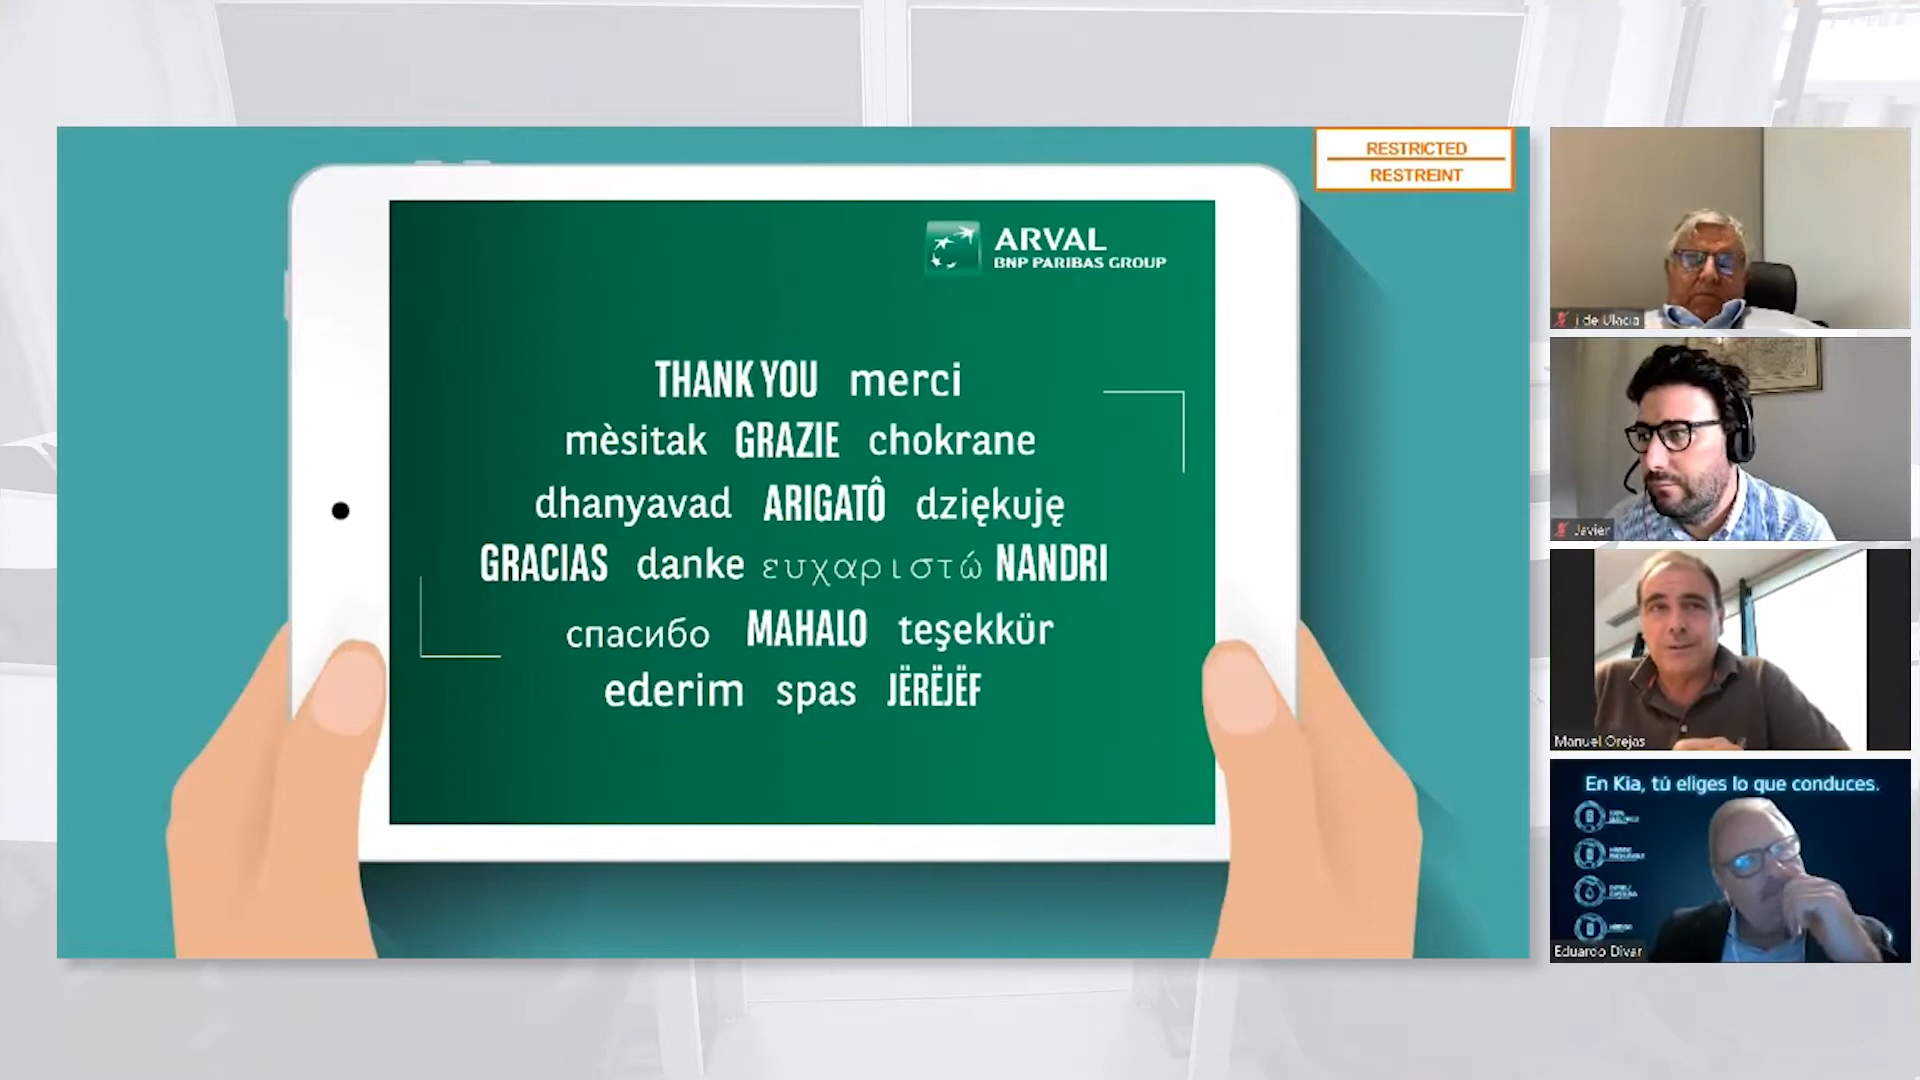 RESTRICTED
RESTREINT
ARVAL
BNP PARIBAS GROUP
THANK YOU merci
mèsitak GRAZIE chokrane
dhanyavad ARIGATÔ dziękuję
GRACIAS danke ευχαριστώ NANDRI
спасибо MAHALO teşekkür
ederim spas JËRËJËF
i de Ulacia
Javier
Manuel Orejas
En Kia, tú eliges lo que conduces.
Eduardo Divar